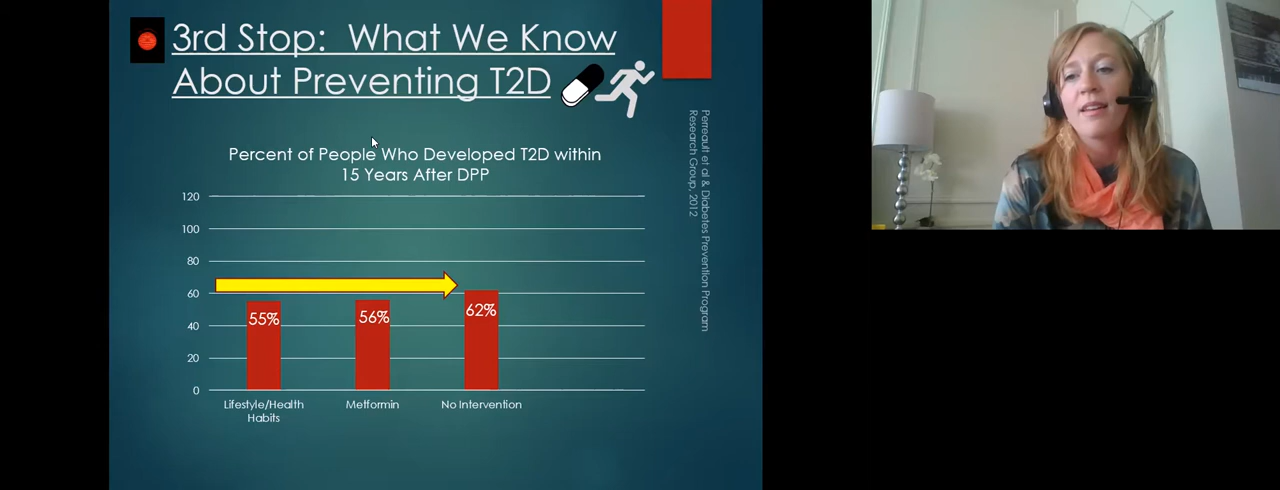 3rd Stop:  What We Know
About Preventing T2D
Perreault et al & Diabetes Prevention Program
Research Group, 2012
Percent of People Who Developed T2D within
15 Years After DPP
120
100
80
60
40
20
0
55%
56%
62%
Lifestyle/Health
Habits
Metformin
No Intervention